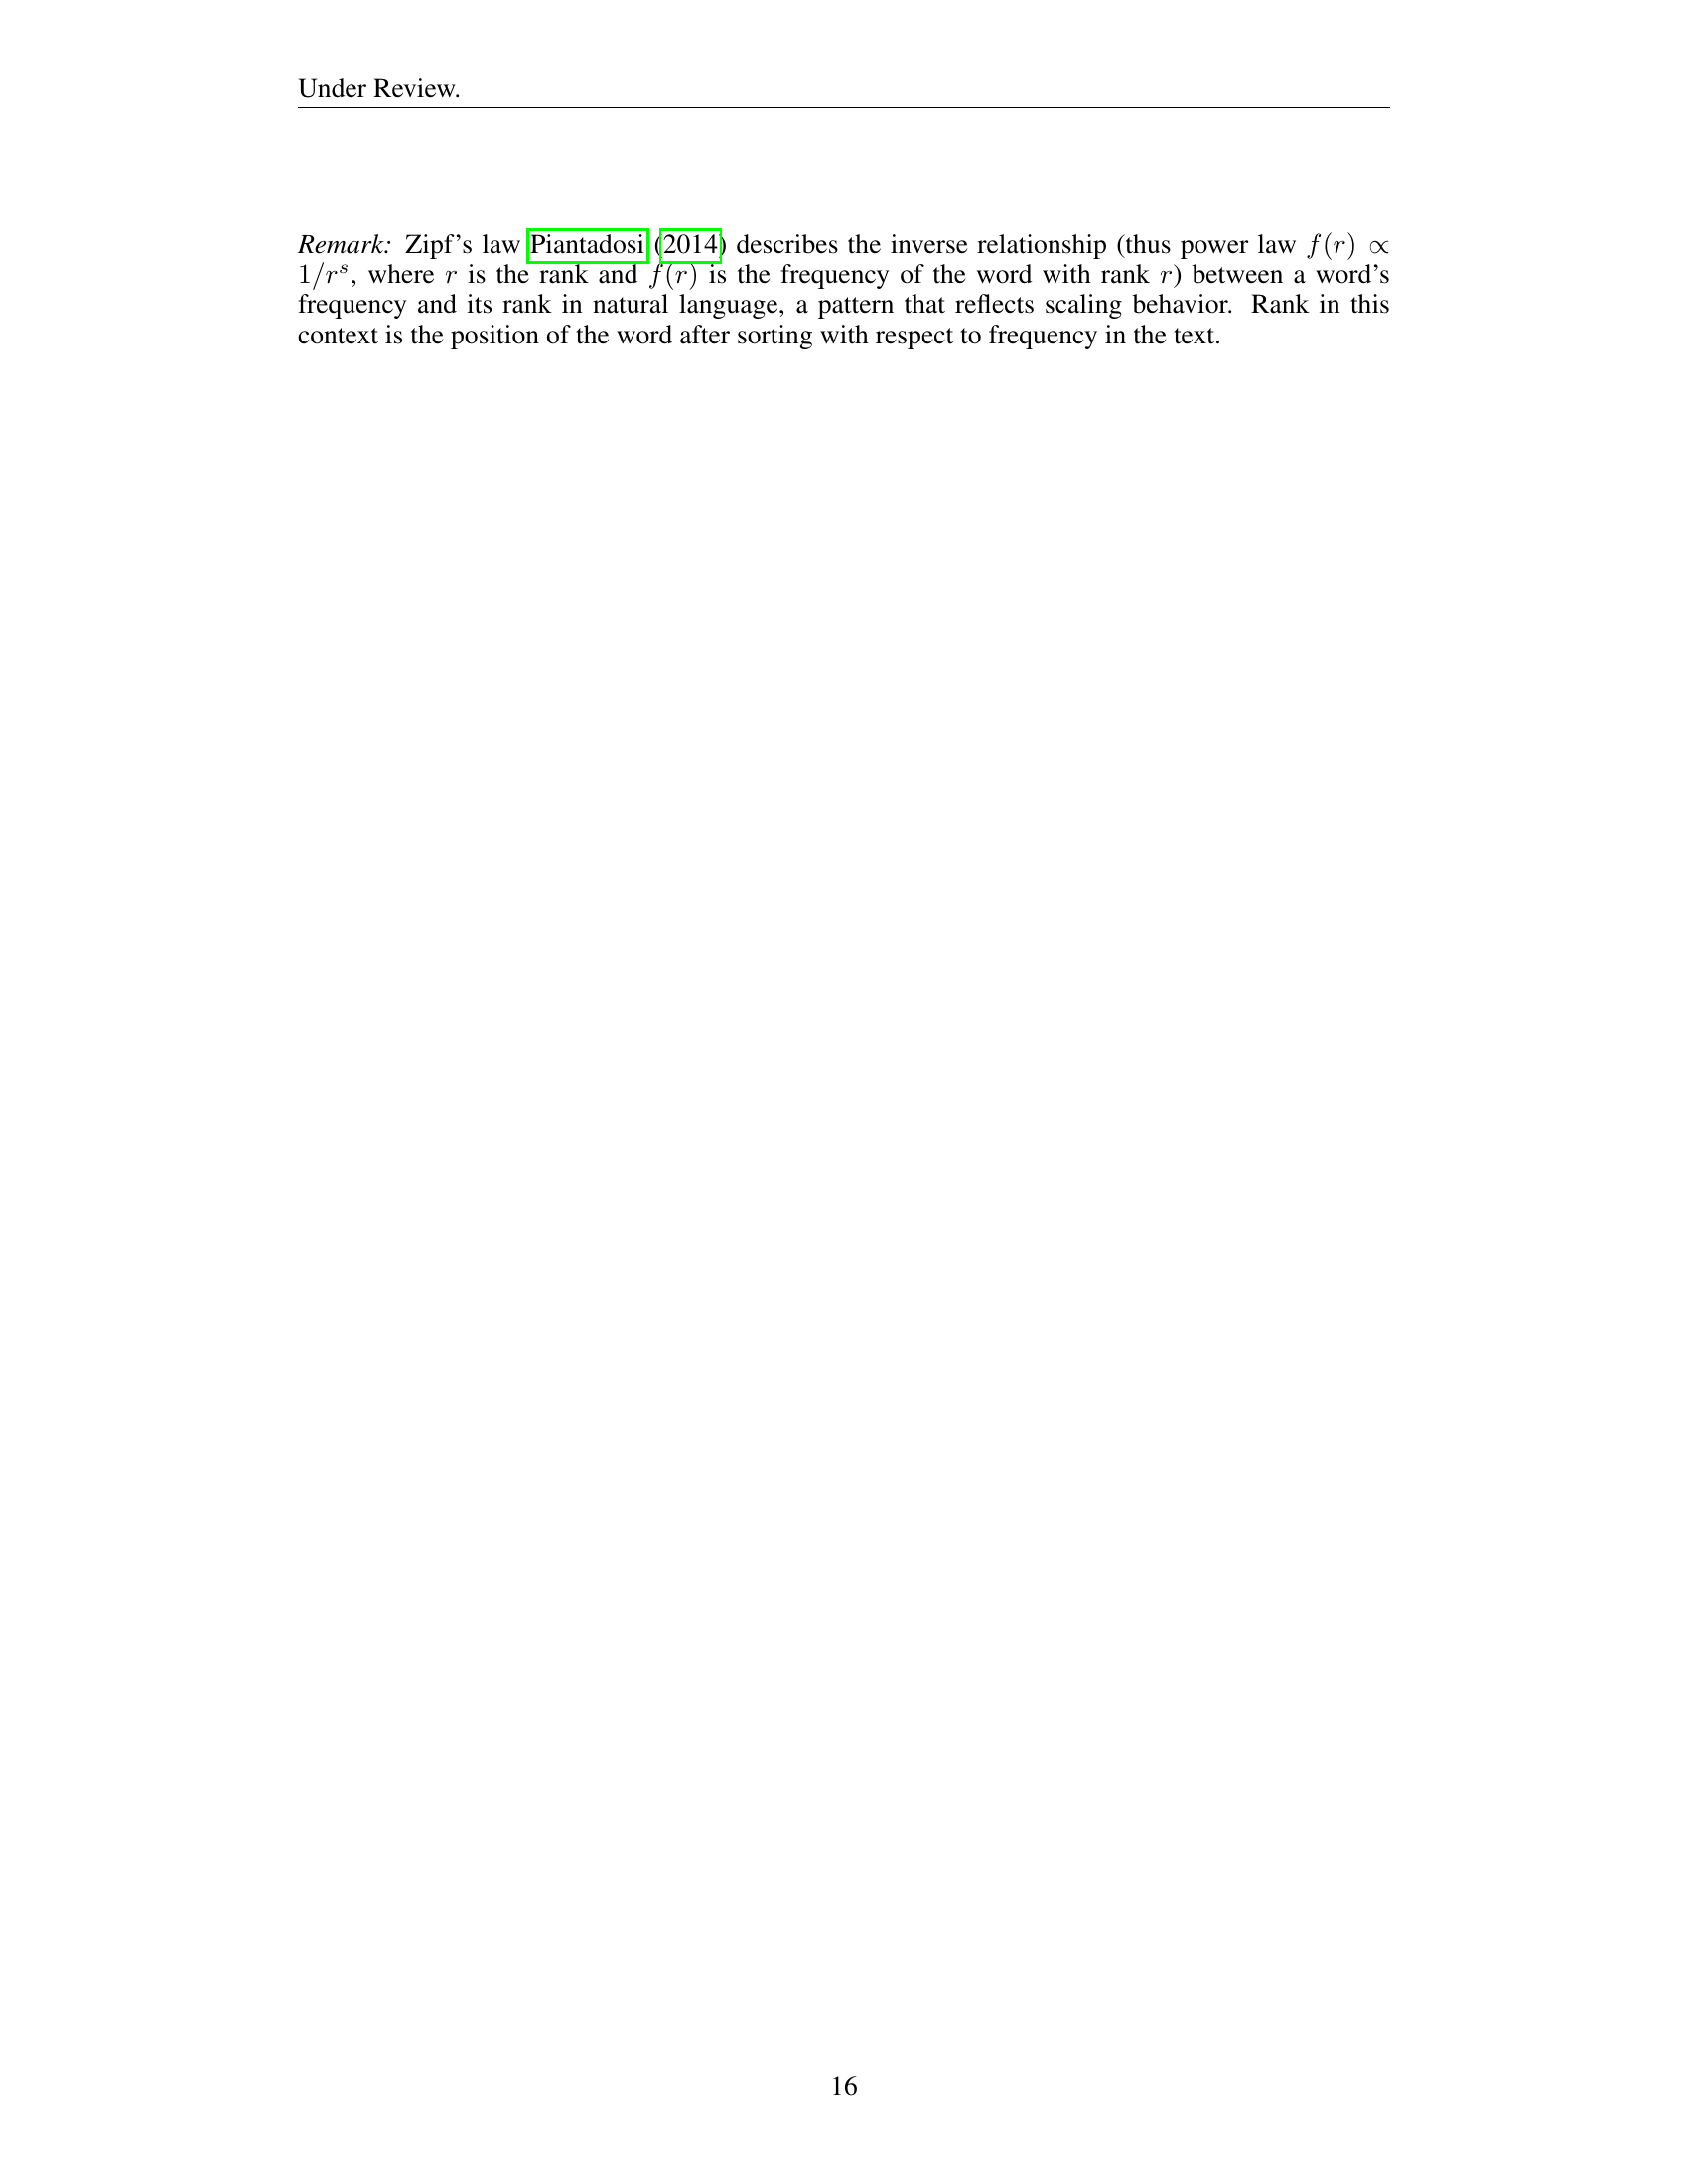 Under Review.
Remark: Zipf's law Piantadosi (2014) describes the inverse relationship (thus power law f(r) ∝
1/r^s, where r is the rank and f(r) is the frequency of the word with rank r) between a word's
frequency and its rank in natural language, a pattern that reflects scaling behavior. Rank in this
context is the position of the word after sorting with respect to frequency in the text.
16